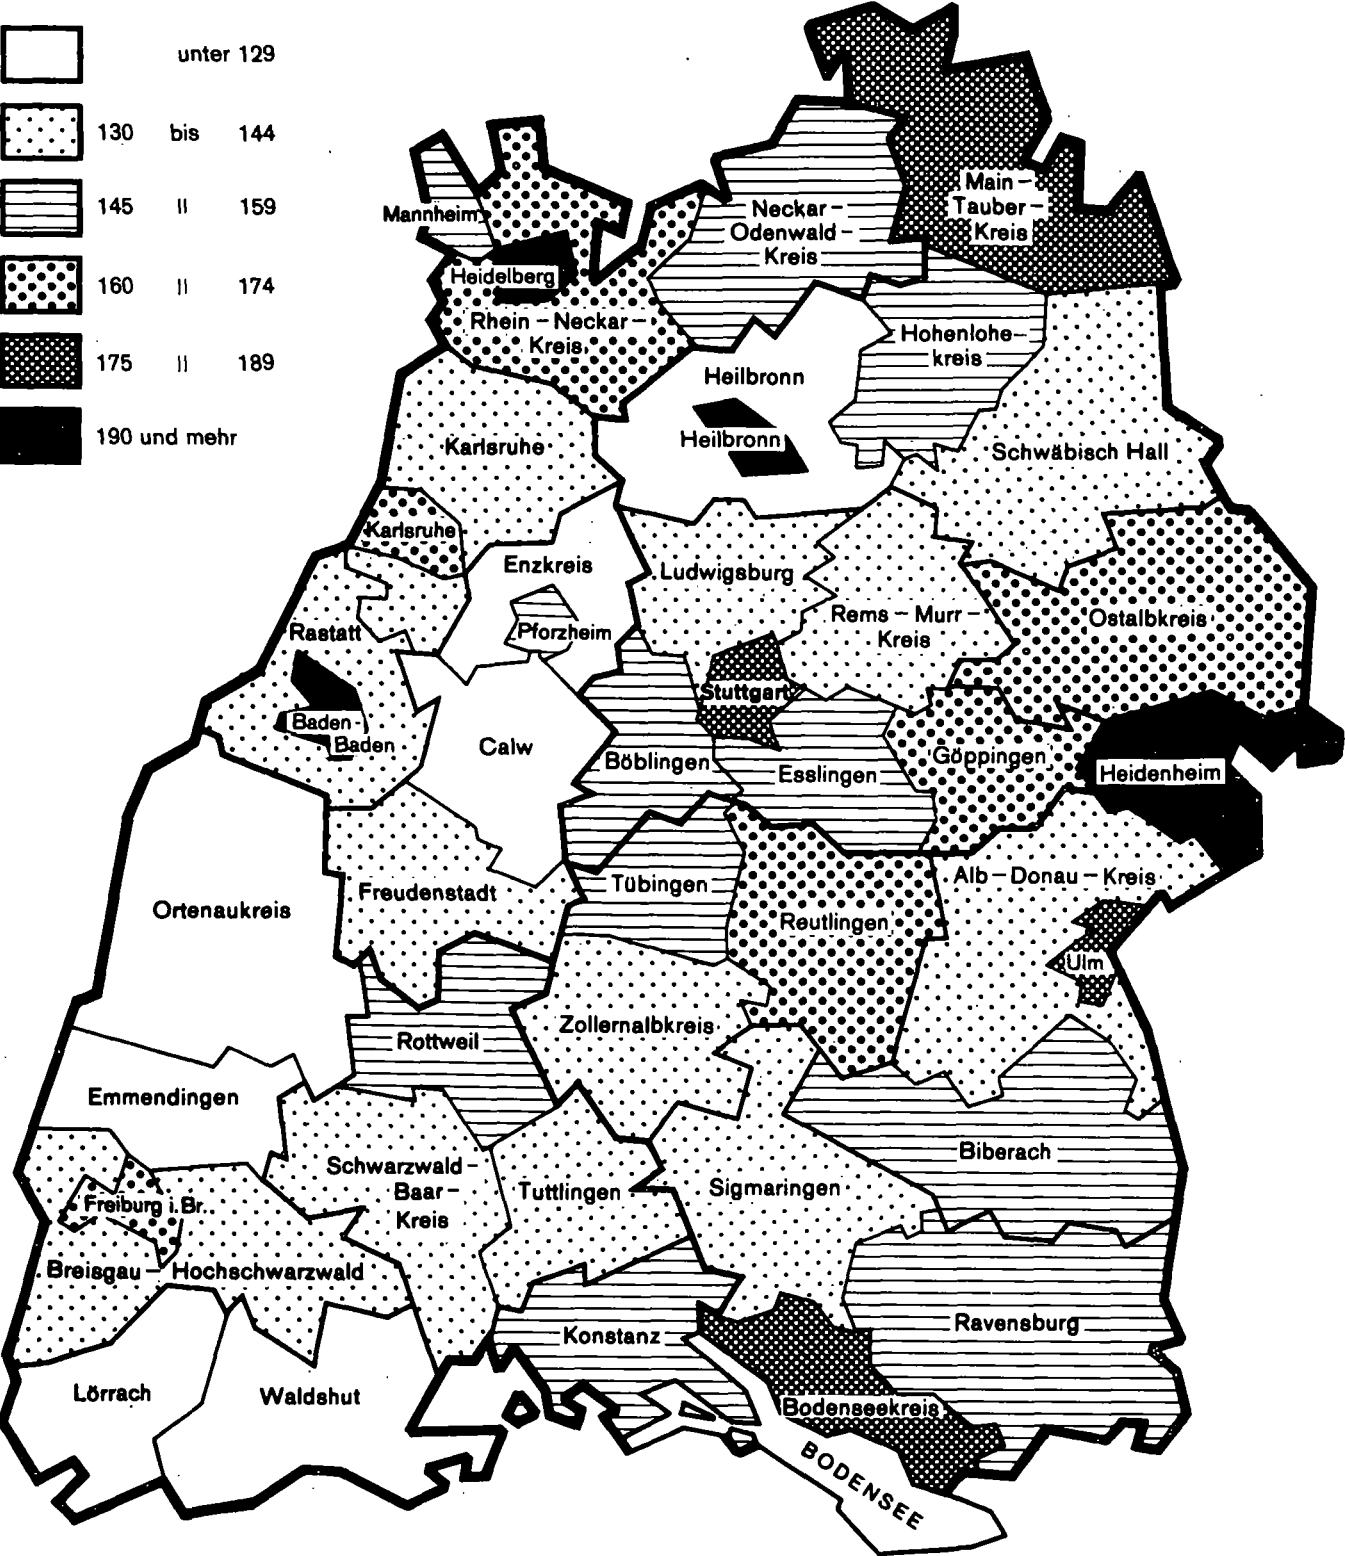 unter 129
130 bis 144
145 " 159
160 " 174
175 " 189
190 und mehr
Main-
Tauber-
Kreis
Neckar-
Odenwald-
Kreis
Mannheim
Heidelberg
Rhein-Neckar-
Kreis
Hohenlohe-
kreis
Heilbronn
Heilbronn
Karlsruhe
Schwäbisch Hall
Karlsruhe
Enzkreis
Ludwigsburg
Pforzheim
Rems-Murr-
Kreis
Ostalbkreis
Rastatt
Stuttgart
Baden-
Baden
Calw
Böblingen
Esslingen
Göppingen
Heidenheim
Freudenstadt
Tübingen
Alb-Donau-Kreis
Ortenaukreis
Reutlingen
Ulm
Rottweil
Zollernalbkreis
Emmendingen
Biberach
Schwarzwald-
Baar-
Kreis
Tuttlingen
Sigmaringen
Freiburg i. Br.
Breisgau-Hochschwarzwald
Konstanz
Ravensburg
Lörrach
Waldshut
Bodenseekreis
BODENSEE